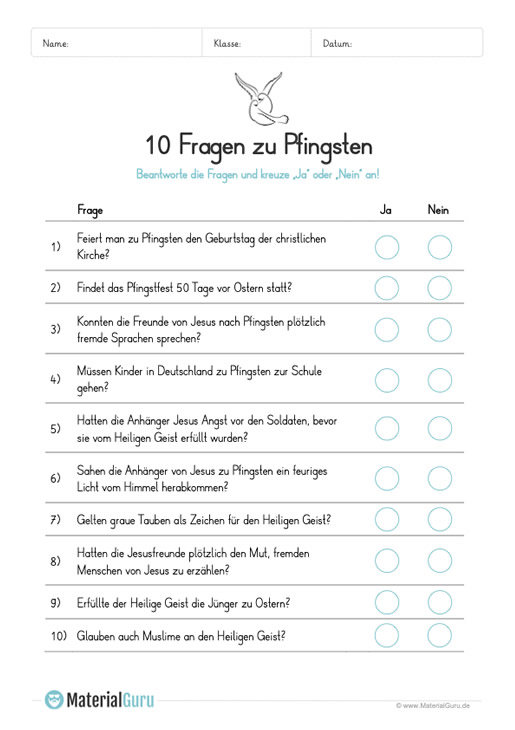 Name: Klasse: Datum:
10 Fragen zu Pfingsten
Beantworte die Fragen und kreuze „Ja" oder „Nein" an!
Frage Ja Nein
1) Feiert man zu Pfingsten den Geburtstag der christlichen
Kirche?
2) Findet das Pfingstfest 50 Tage vor Ostern statt?
3) Konnten die Freunde von Jesus nach Pfingsten plötzlich
fremde Sprachen sprechen?
4) Müssen Kinder in Deutschland zu Pfingsten zur Schule
gehen?
5) Hatten die Anhänger Jesus Angst vor den Soldaten, bevor
sie vom Heiligen Geist erfüllt wurden?
6) Sahen die Anhänger von Jesus zu Pfingsten ein feuriges
Licht vom Himmel herabkommen?
7) Gelten graue Tauben als Zeichen für den Heiligen Geist?
8) Hatten die Jesusfreunde plötzlich den Mut, fremden
Menschen von Jesus zu erzählen?
9) Erfüllte der Heilige Geist die Jünger zu Ostern?
10) Glauben auch Muslime an den Heiligen Geist?
MaterialGuru © www.MaterialGuru.de